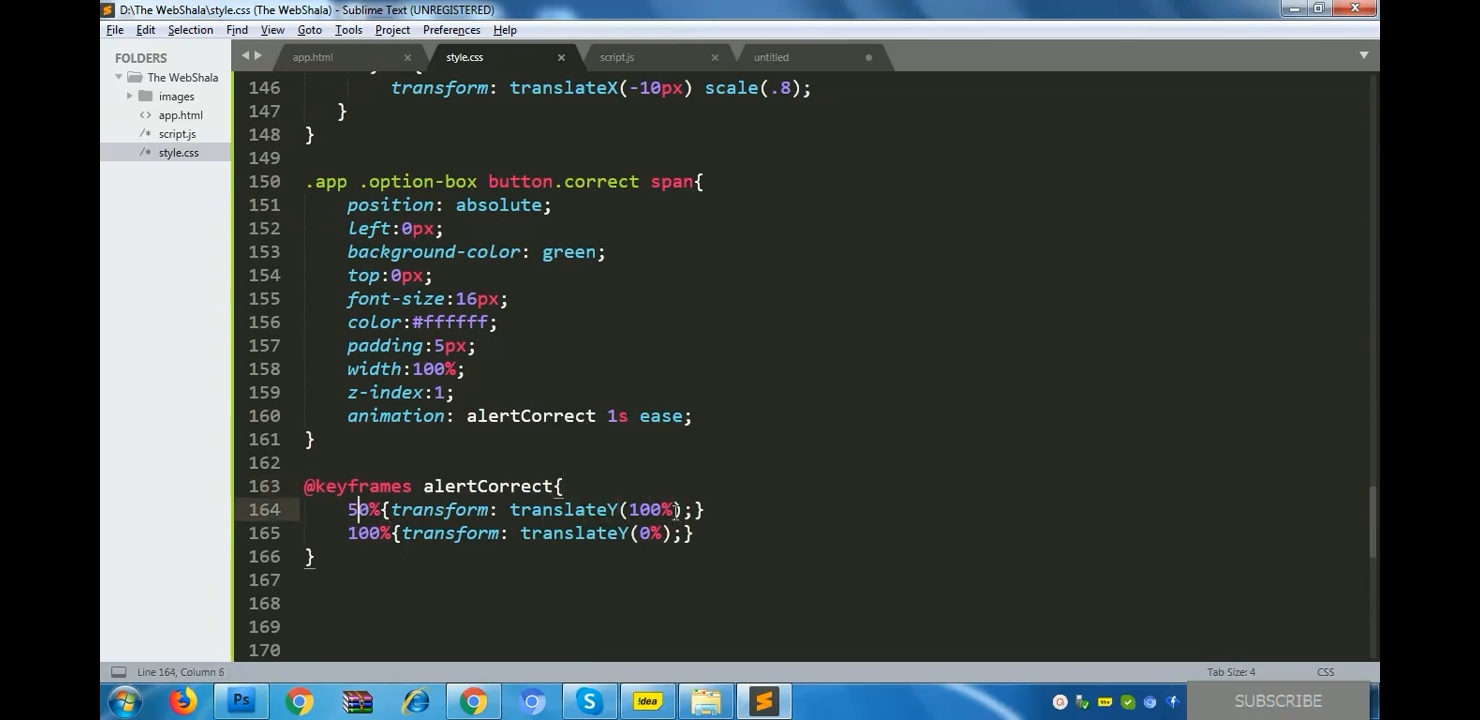 D:\The WebShala\style.css (The WebShala) - Sublime Text (UNREGISTERED)
File Edit Selection Find View Goto Tools Project Preferences Help
FOLDERS
The WebShala
images
<> app.html
/* script.js
/* style.css
app.html × style.css × script.js × untitled
146 transform: translateX(-10px) scale(.8);
147 }
148 }
149
150 .app .option-box button.correct span{
151 position: absolute;
152 left:0px;
153 background-color: green;
154 top:0px;
155 font-size:16px;
156 color:#ffffff;
157 padding:5px;
158 width:100%;
159 z-index:1;
160 animation: alertCorrect 1s ease;
161 }
162
163 @keyframes alertCorrect{
164 50%{transform: translateY(100%);}
165 100%{transform: translateY(0%);}
166 }
167
168
169
170
Line 164, Column 6
Tab Size: 4
CSS
Ps
!dea
SUBSCRIBE